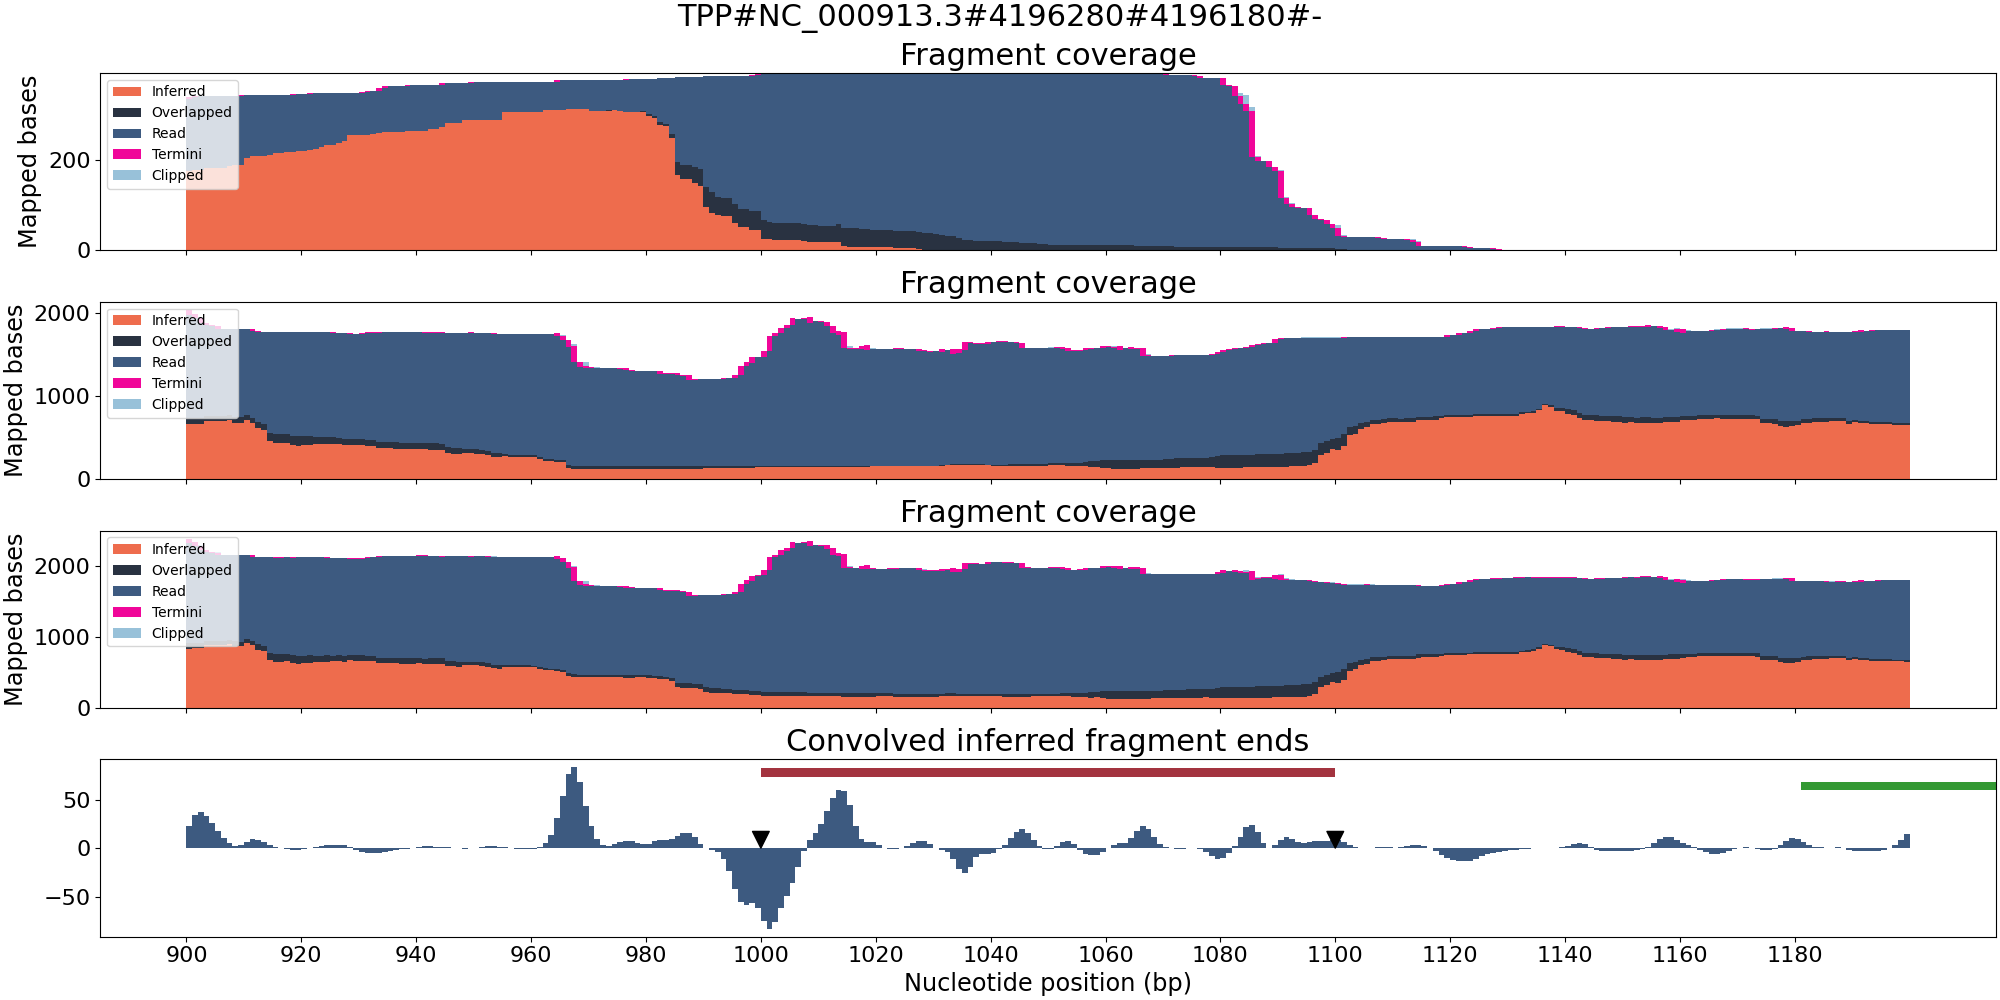 TPP#NC_000913.3#4196280#4196180#-
Fragment coverage
Mapped bases
200
0
Inferred
Overlapped
Read
Termini
Clipped
Fragment coverage
Mapped bases
2000
1000
0
Inferred
Overlapped
Read
Termini
Clipped
Fragment coverage
Mapped bases
2000
1000
0
Inferred
Overlapped
Read
Termini
Clipped
Convolved inferred fragment ends
50
0
−50
900 920 940 960 980 1000 1020 1040 1060 1080 1100 1120 1140 1160 1180
Nucleotide position (bp)